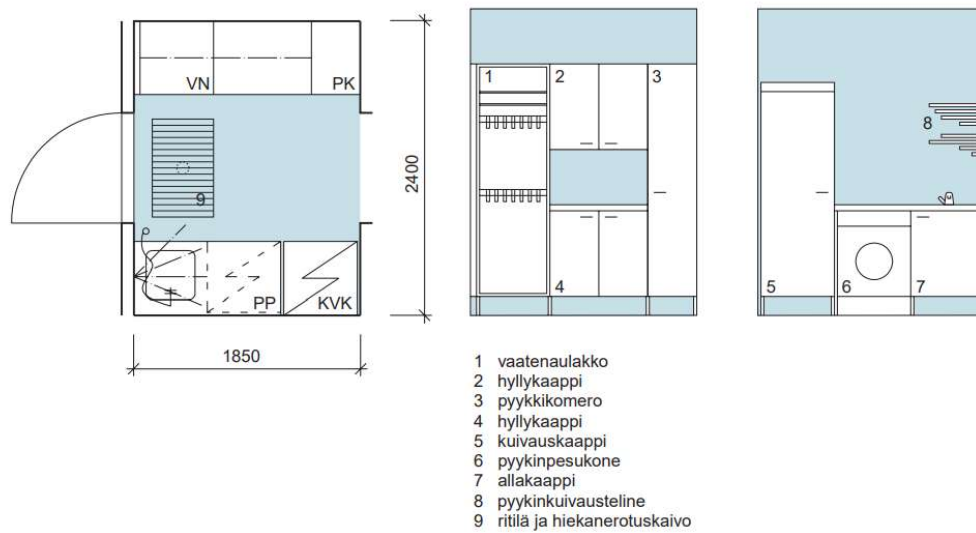 VN
PK
9
PP
KVK
2400
1850
1
2
3
4
8
5
6
7
1 vaatenaulakko
2 hyllykaappi
3 pyykkikomero
4 hyllykaappi
5 kuivauskaappi
6 pyykinpesukone
7 allakaappi
8 pyykinkuivausteline
9 ritilä ja hiekanerotuskaivo